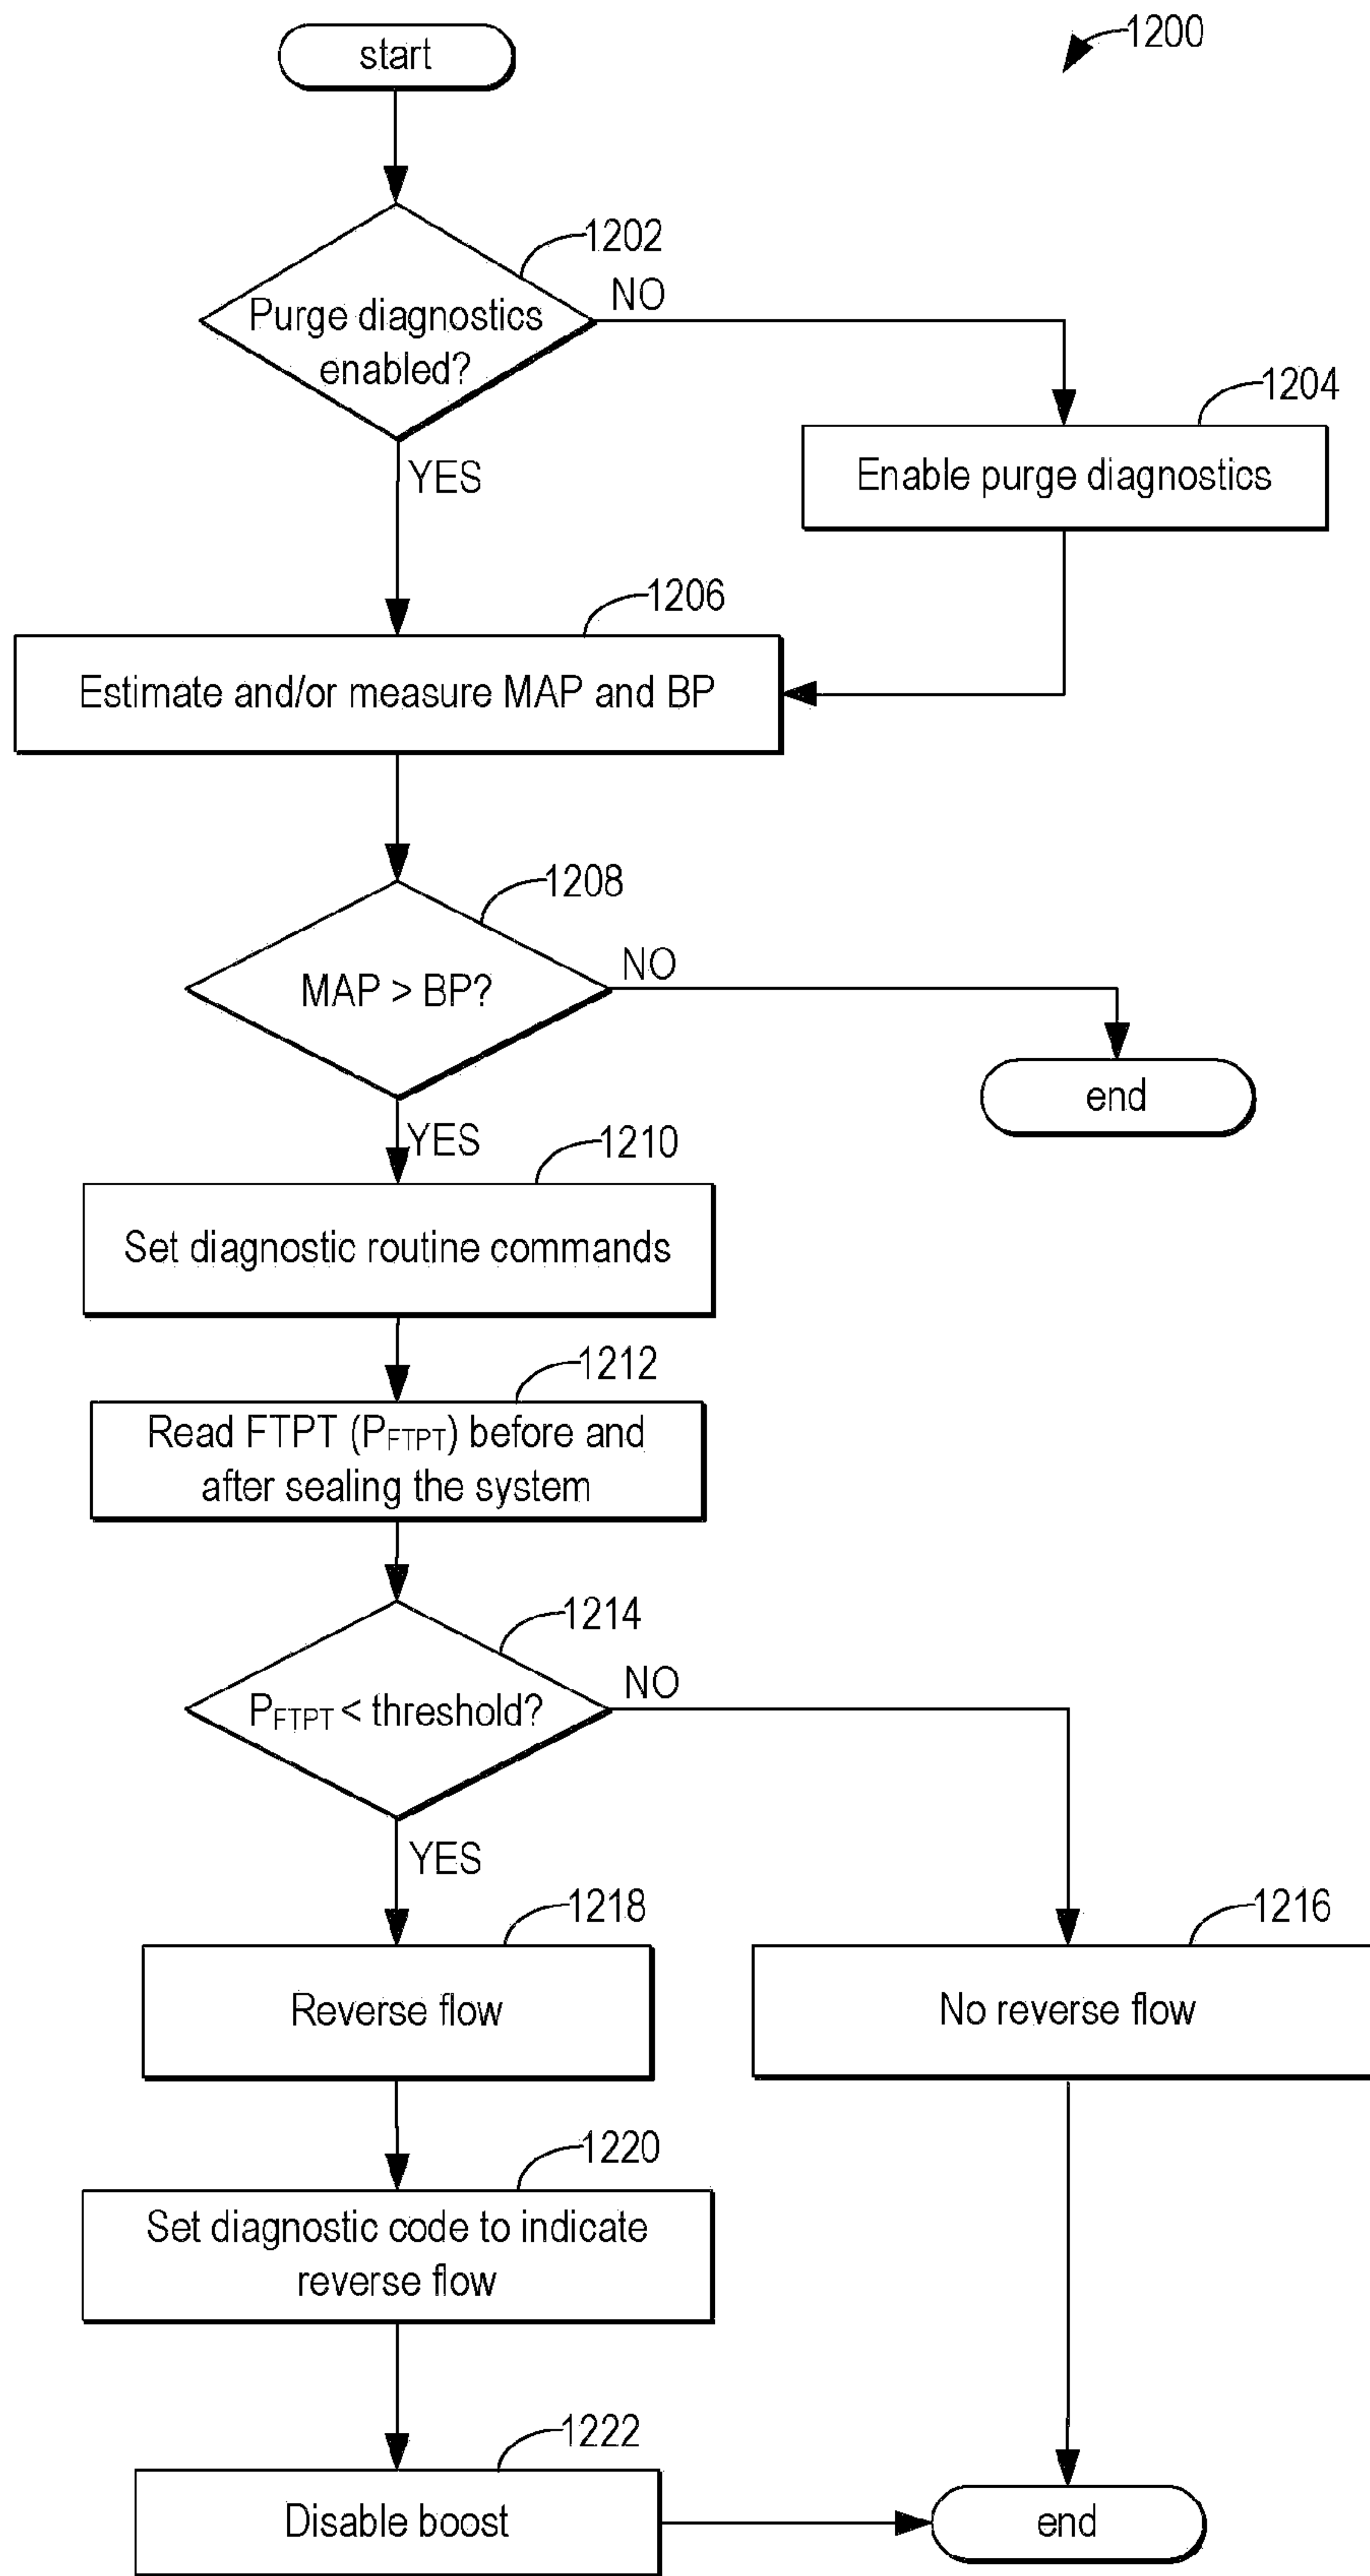 start
1200
1202
Purge diagnostics
enabled?
NO
YES
1204
Enable purge diagnostics
1206
Estimate and/or measure MAP and BP
1208
MAP > BP?
NO
end
YES
1210
Set diagnostic routine commands
1212
Read FTPT (P_FTPT) before and
after sealing the system
1214
P_FTPT < threshold?
NO
YES
1218
Reverse flow
1216
No reverse flow
1220
Set diagnostic code to indicate
reverse flow
1222
Disable boost
end